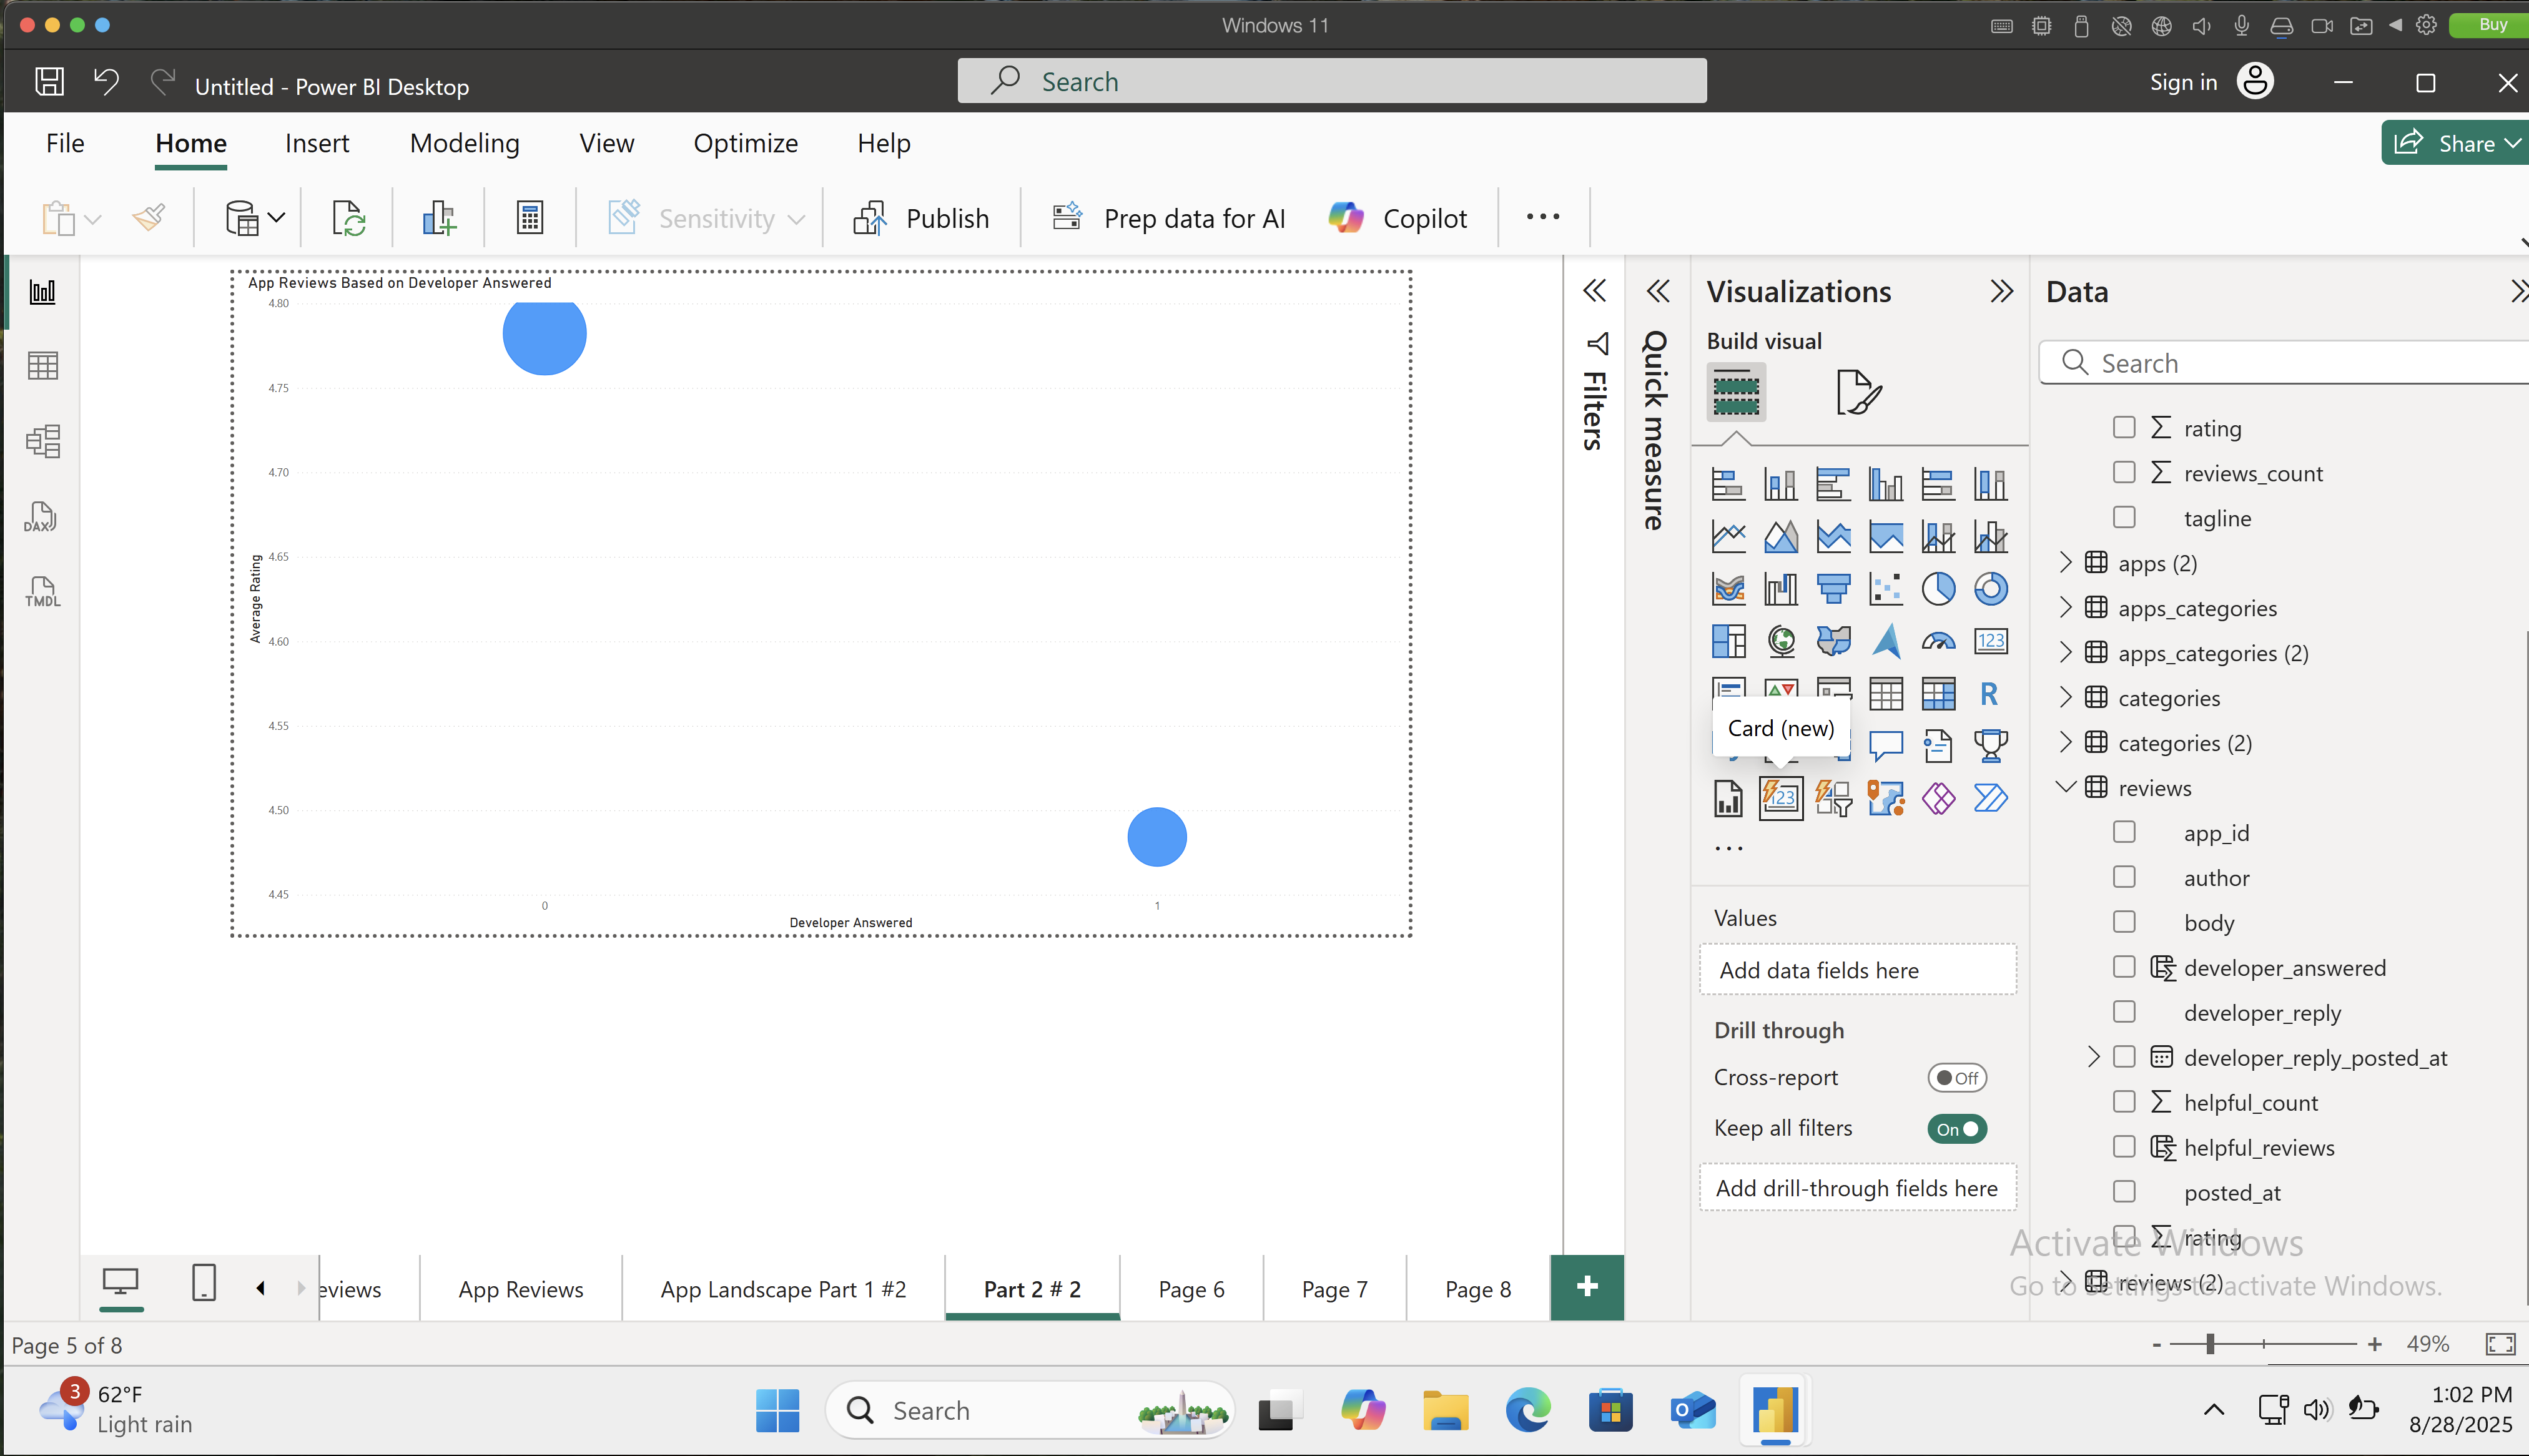 Windows 11
Buy
Untitled - Power BI Desktop
Search
Sign in
File
Home
Insert
Modeling
View
Optimize
Help
Share
Sensitivity
Publish
Prep data for AI
Copilot
DAX
TMDL
App Reviews Based on Developer Answered
4.80
4.75
4.70
4.65
4.60
4.55
4.50
4.45
Average Rating
0
1
Developer Answered
Filters
Quick measure
Visualizations
Build visual
123
R
Card (new)
123
Values
Add data fields here
Drill through
Cross-report
Off
Keep all filters
On
Add drill-through fields here
Data
Search
rating
reviews_count
tagline
apps (2)
apps_categories
apps_categories (2)
categories
categories (2)
reviews
app_id
author
body
developer_answered
developer_reply
developer_reply_posted_at
helpful_count
helpful_reviews
posted_at
rating
reviews (2)
Activate Windows
Go to Settings to activate Windows.
eviews
App Reviews
App Landscape Part 1 #2
Part 2 # 2
Page 6
Page 7
Page 8
+
Page 5 of 8
- + 49%
3
62°F
Light rain
Search
1:02 PM
8/28/2025